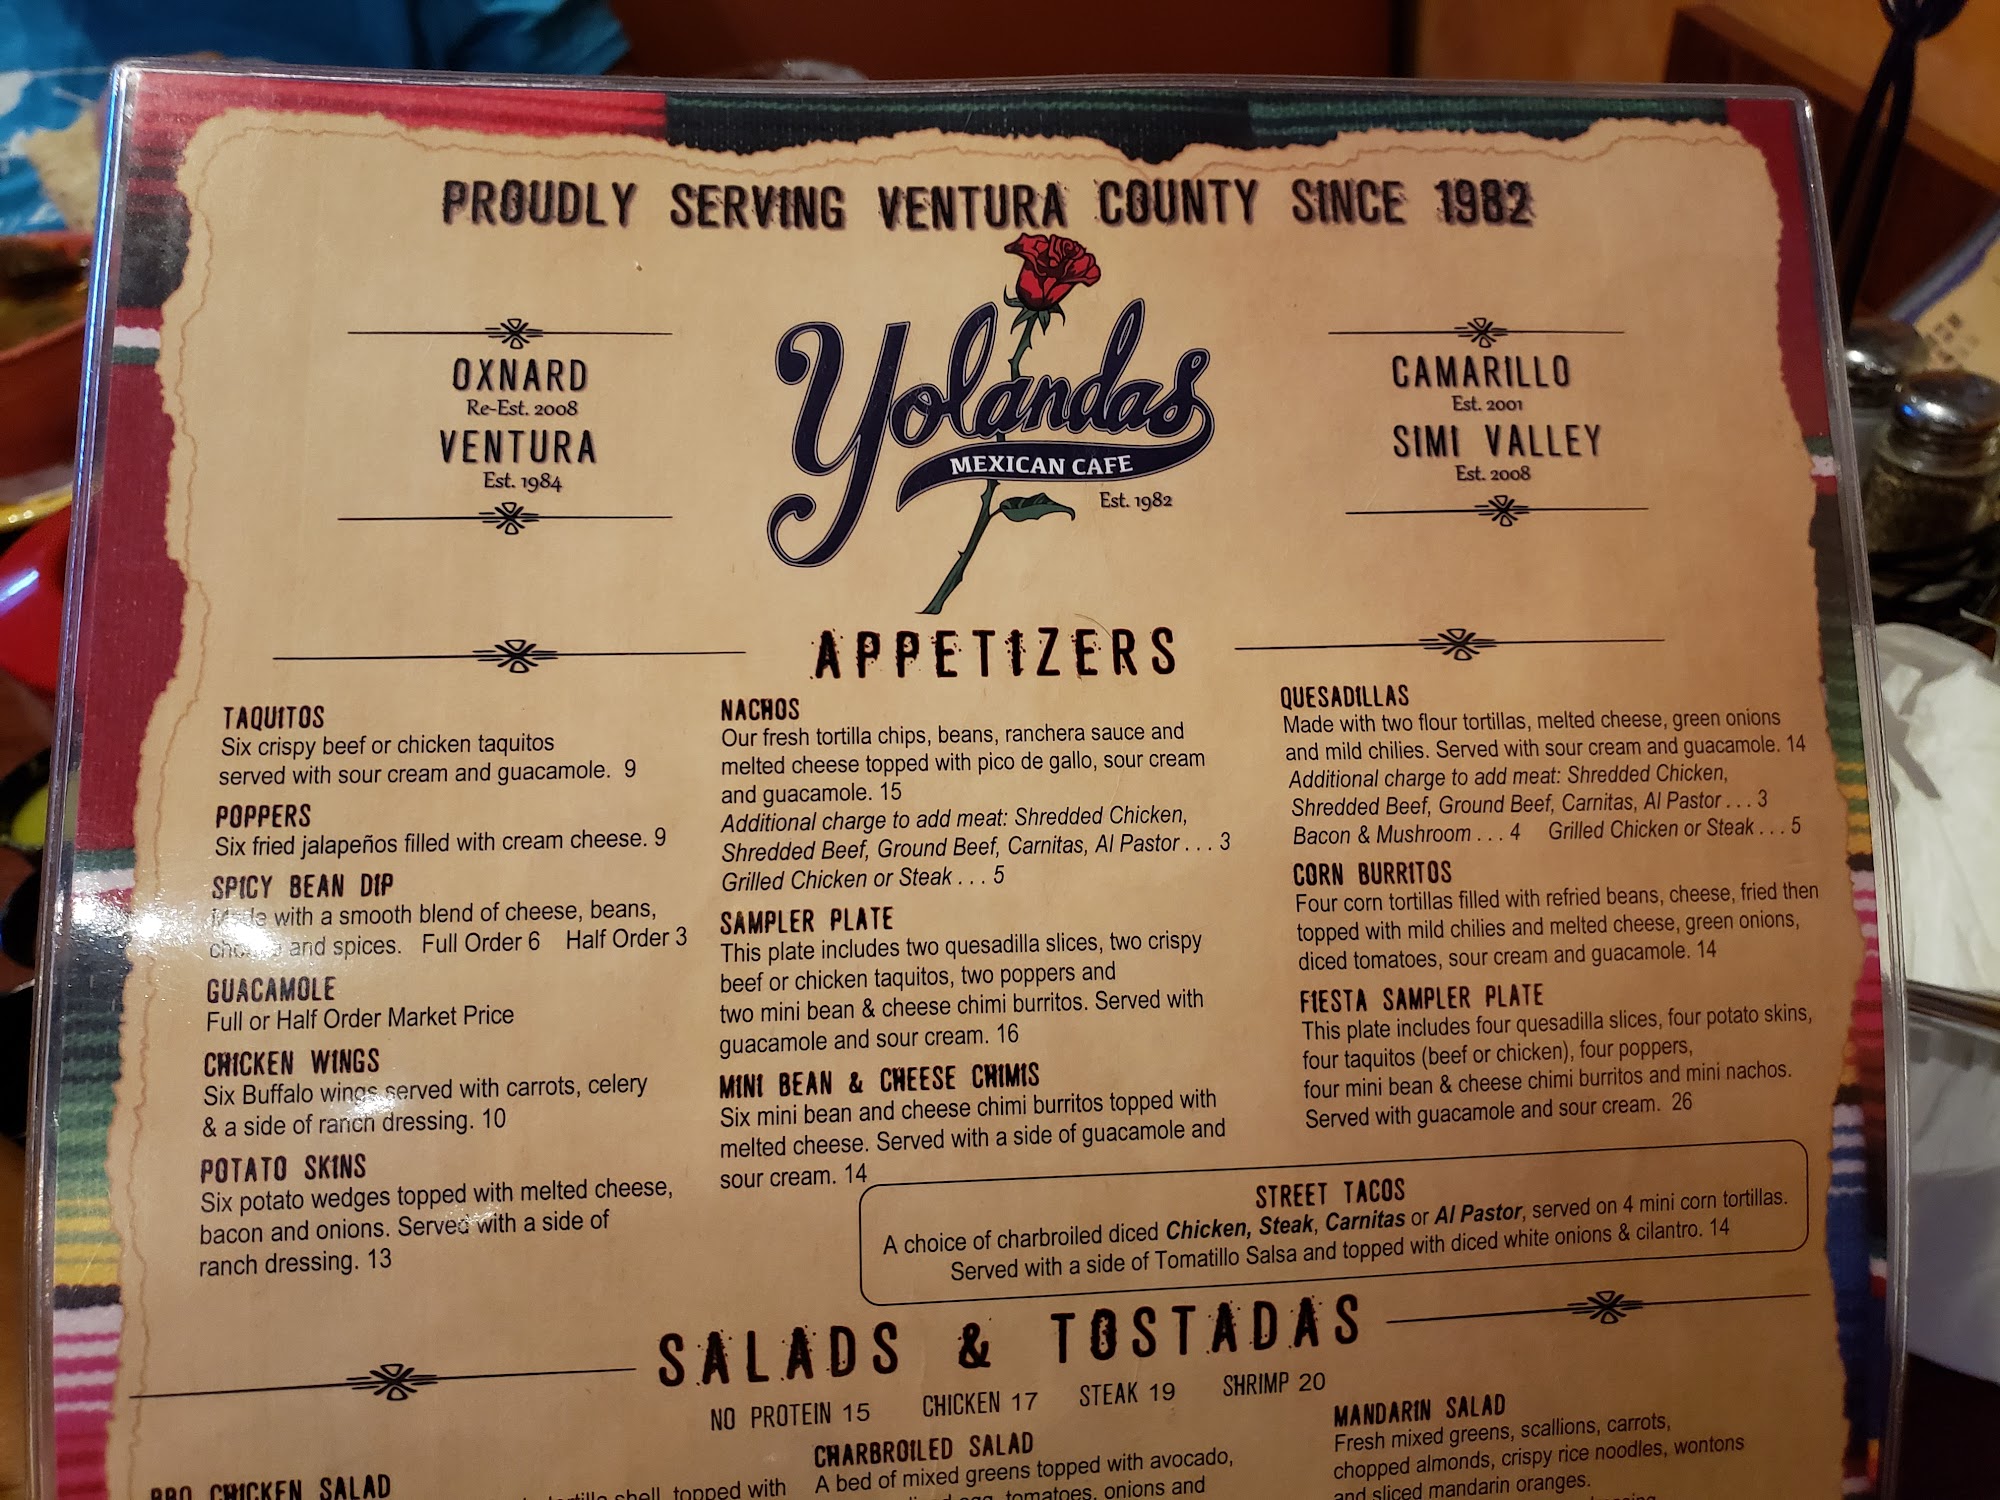 PROUDLY SERVING VENTURA COUNTY SINCE 1982
OXNARD
Re-Est. 2008
VENTURA
Est. 1984
Yolandas
MEXICAN CAFE
Est. 1982
CAMARILLO
Est. 2001
SIMI VALLEY
Est. 2008
APPETIZERS
TAQUITOS
Six crispy beef or chicken taquitos
served with sour cream and guacamole. 9
POPPERS
Six fried jalapeños filled with cream cheese. 9
SPICY BEAN DIP
Made with a smooth blend of cheese, beans,
and spices. Full Order 6 Half Order 3
GUACAMOLE
Full or Half Order Market Price
CHICKEN WINGS
Six Buffalo wings served with carrots, celery
& a side of ranch dressing. 10
POTATO SKINS
Six potato wedges topped with melted cheese,
bacon and onions. Served with a side of
ranch dressing. 13
NACHOS
Our fresh tortilla chips, beans, ranchera sauce and
melted cheese topped with pico de gallo, sour cream
and guacamole. 15
Additional charge to add meat: Shredded Chicken,
Shredded Beef, Ground Beef, Carnitas, Al Pastor . . . 3
Grilled Chicken or Steak . . . 5
SAMPLER PLATE
This plate includes two quesadilla slices, two crispy
beef or chicken taquitos, two poppers and
two mini bean & cheese chimi burritos. Served with
guacamole and sour cream. 16
MINI BEAN & CHEESE CHIMIS
Six mini bean and cheese chimi burritos topped with
melted cheese. Served with a side of guacamole and
sour cream. 14
QUESADILLAS
Made with two flour tortillas, melted cheese, green onions
and mild chilies. Served with sour cream and guacamole. 14
Additional charge to add meat: Shredded Chicken,
Shredded Beef, Ground Beef, Carnitas, Al Pastor . . . 3
Bacon & Mushroom . . . 4 Grilled Chicken or Steak . . . 5
CORN BURRITOS
Four corn tortillas filled with refried beans, cheese, fried then
topped with mild chilies and melted cheese, green onions,
diced tomatoes, sour cream and guacamole. 14
FIESTA SAMPLER PLATE
This plate includes four quesadilla slices, four potato skins,
four taquitos (beef or chicken), four poppers,
four mini bean & cheese chimi burritos and mini nachos.
Served with guacamole and sour cream. 26
STREET TACOS
A choice of charbroiled diced Chicken, Steak, Carnitas or Al Pastor, served on 4 mini corn tortillas.
Served with a side of Tomatillo Salsa and topped with diced white onions & cilantro. 14
SALADS & TOSTADAS
NO PROTEIN 15 CHICKEN 17 STEAK 19 SHRIMP 20
BBQ CHICKEN SALAD
shell, topped with
CHARBROILED SALAD
A bed of mixed greens topped with avocado,
egg, tomatoes, onions and
MANDARIN SALAD
Fresh mixed greens, scallions, carrots,
chopped almonds, crispy rice noodles, wontons
and sliced mandarin oranges.